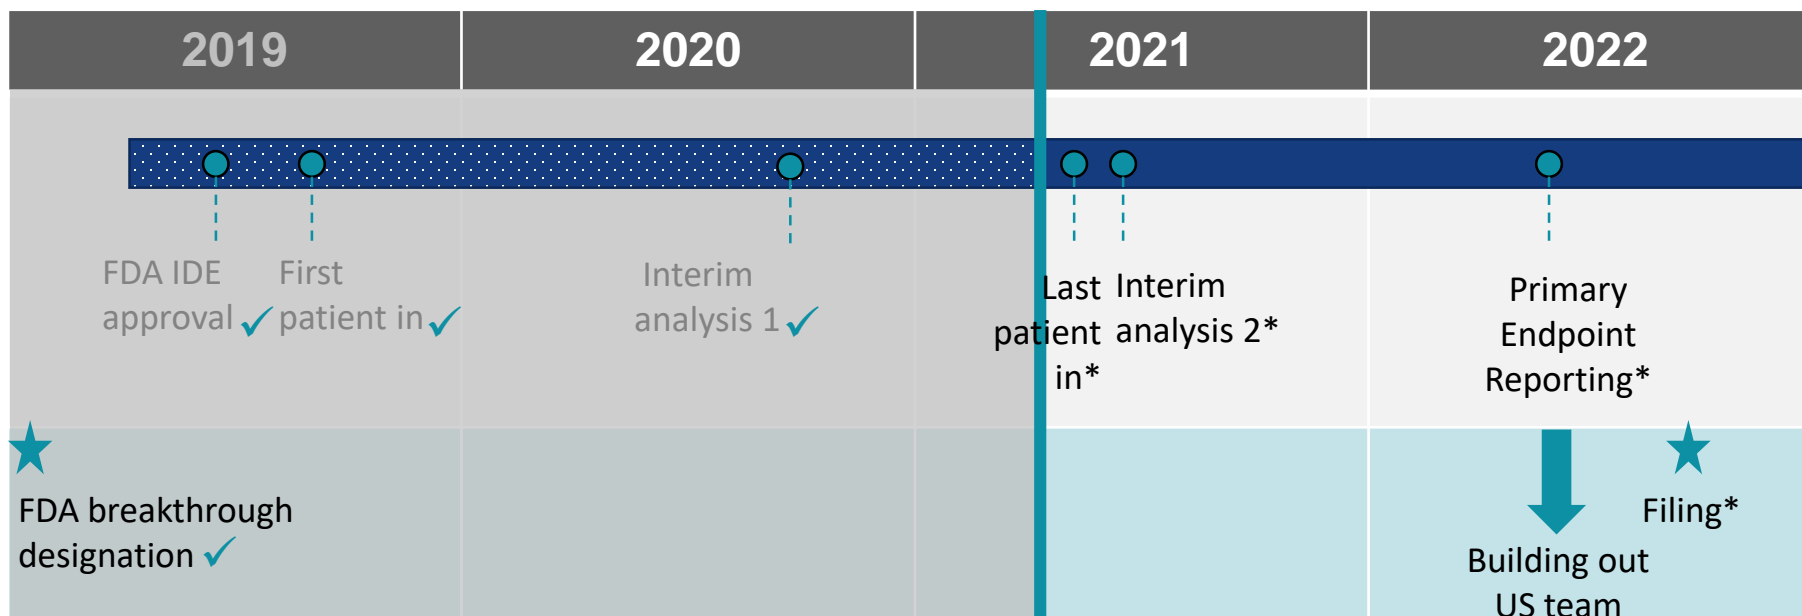 2019
2020
2021
2022
FDA IDE
approval
First
patient in
Interim
analysis 1
Last
patient
in*
Interim
analysis 2*
Primary
Endpoint
Reporting*
FDA breakthrough
designation
Filing*
Building out
US team